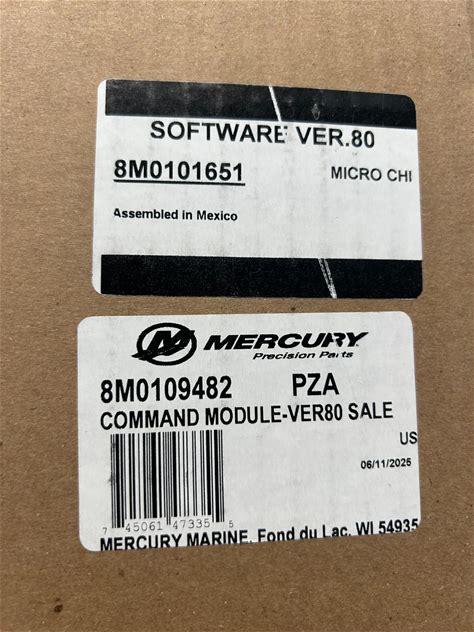 SOFTWARE VER.80
8M0101651 MICRO CHI
Assembled in Mexico
MERCURY
Precision Parts
8M0109482 PZA
COMMAND MODULE-VER80 SALE
US
06/11/2025
7 45061 47335 5
MERCURY MARINE, Fond du Lac, WI 54935